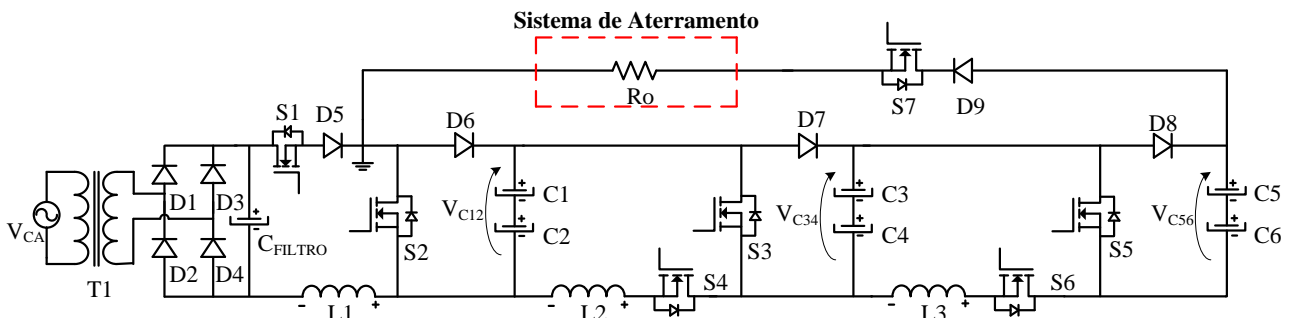 Sistema de Aterramento
Ro
S7
D9
S1
D5
D6
D7
D8
D1
D3
D2
D4
V_CA
T1
C_FILTRO
S2
V_C12
C1
C2
S3
V_C34
C3
C4
S5
V_C56
C5
C6
S4
S6
- L1 +
- L2 +
- L3 +